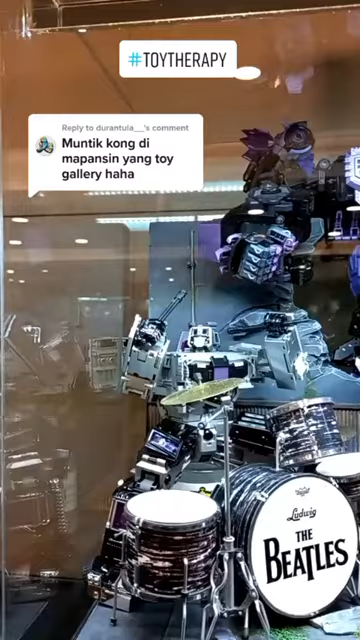 #TOYTHERAPY
Reply to durantula__'s comment
Muntik kong di
mapansin yang toy
gallery haha
Ludwig
THE
BEATLES